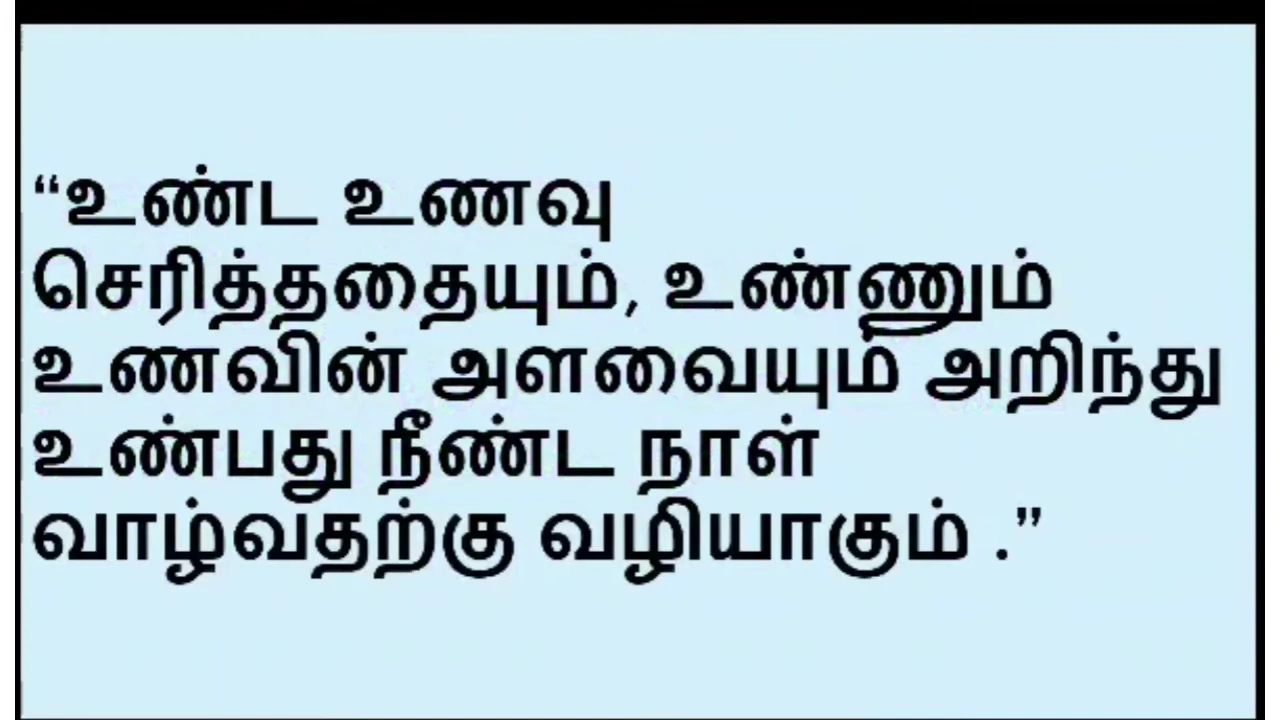 “உண்ட உணவு
செரித்ததையும், உண்ணும்
உணவின் அளவையும் அறிந்து
உண்பது நீண்ட நாள்
வாழ்வதற்கு வழியாகும் .”